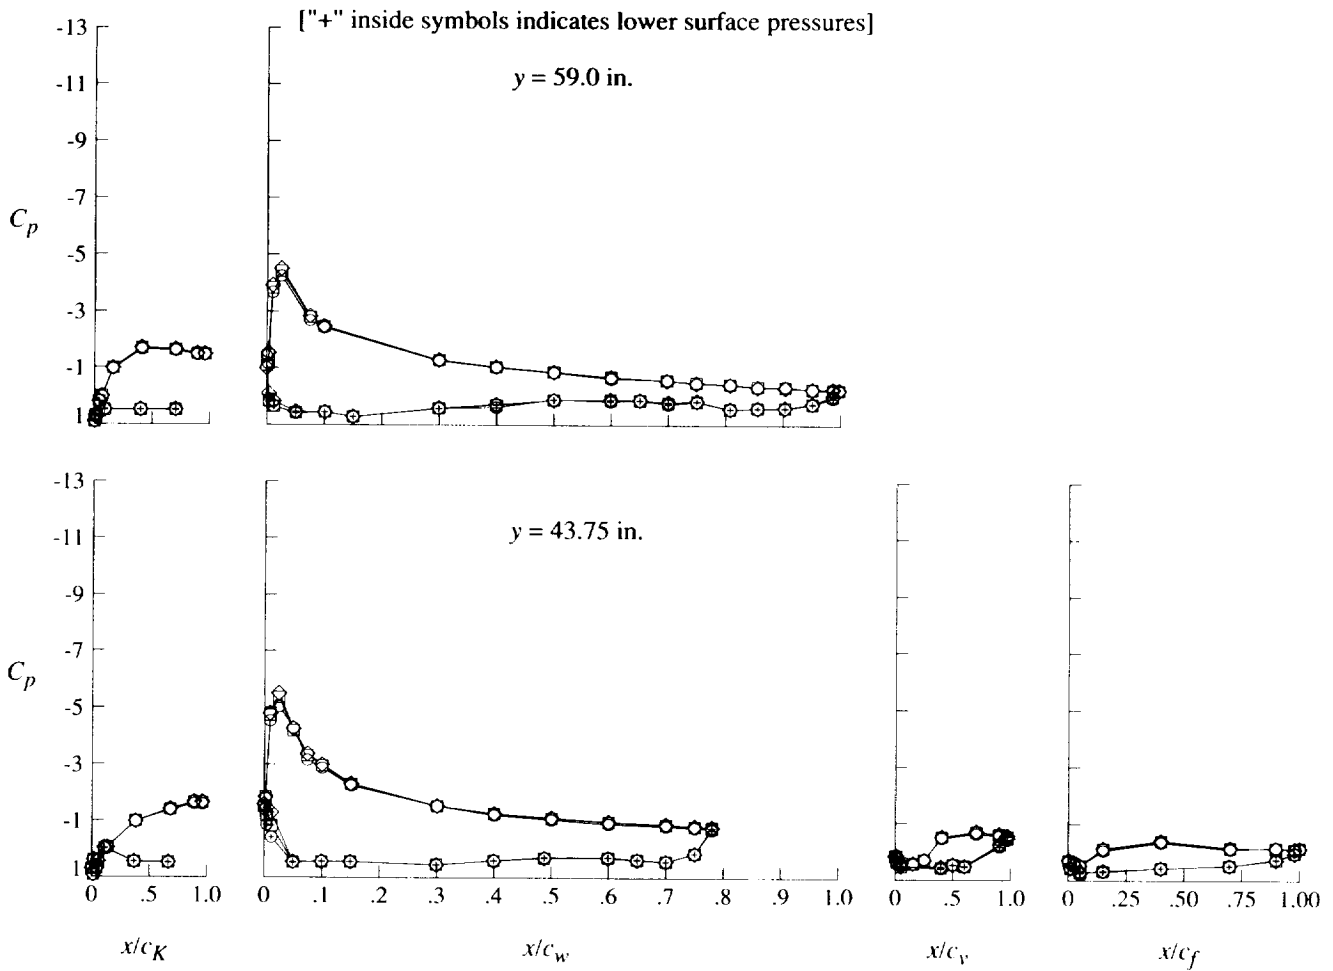 ["+" inside symbols indicates lower surface pressures]
y = 59.0 in.
-13
-11
-9
-7
-5
-3
-1
1
C_p
y = 43.75 in.
-13
-11
-9
-7
-5
-3
-1
1
C_p
0 .5 1.0 0 .1 .2 .3 .4 .5 .6 .7 .8 .9 1.0 0 .5 1.0 0 .25 .50 .75 1.00
x/c_K x/c_w x/c_v x/c_f